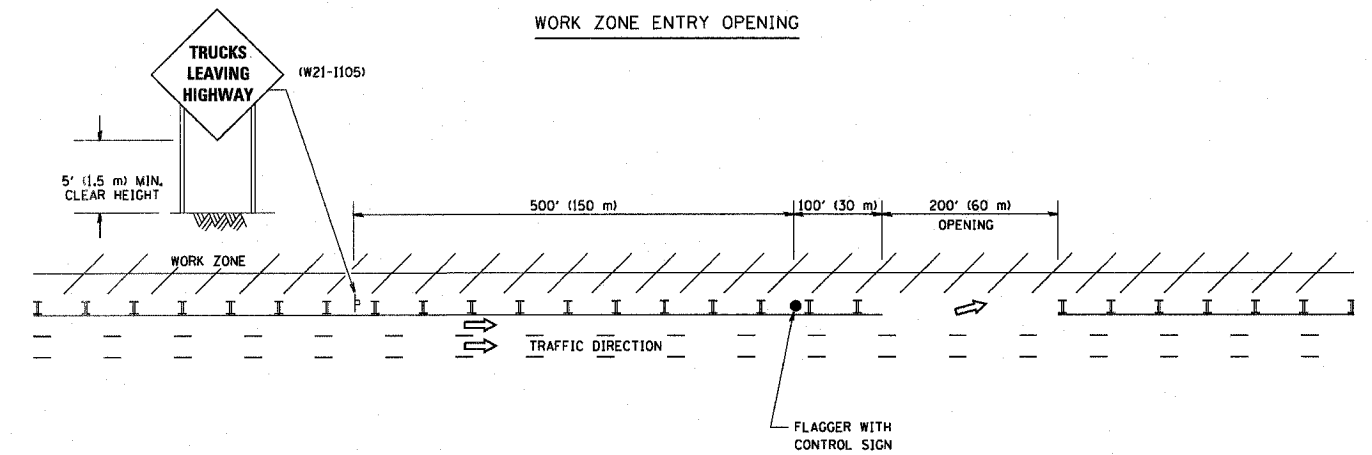 WORK ZONE ENTRY OPENING
TRUCKS
LEAVING
HIGHWAY
(W21-I105)
5' (1.5 m) MIN.
CLEAR HEIGHT
500' (150 m)
100' (30 m)
200' (60 m)
OPENING
WORK ZONE
TRAFFIC DIRECTION
FLAGGER WITH
CONTROL SIGN